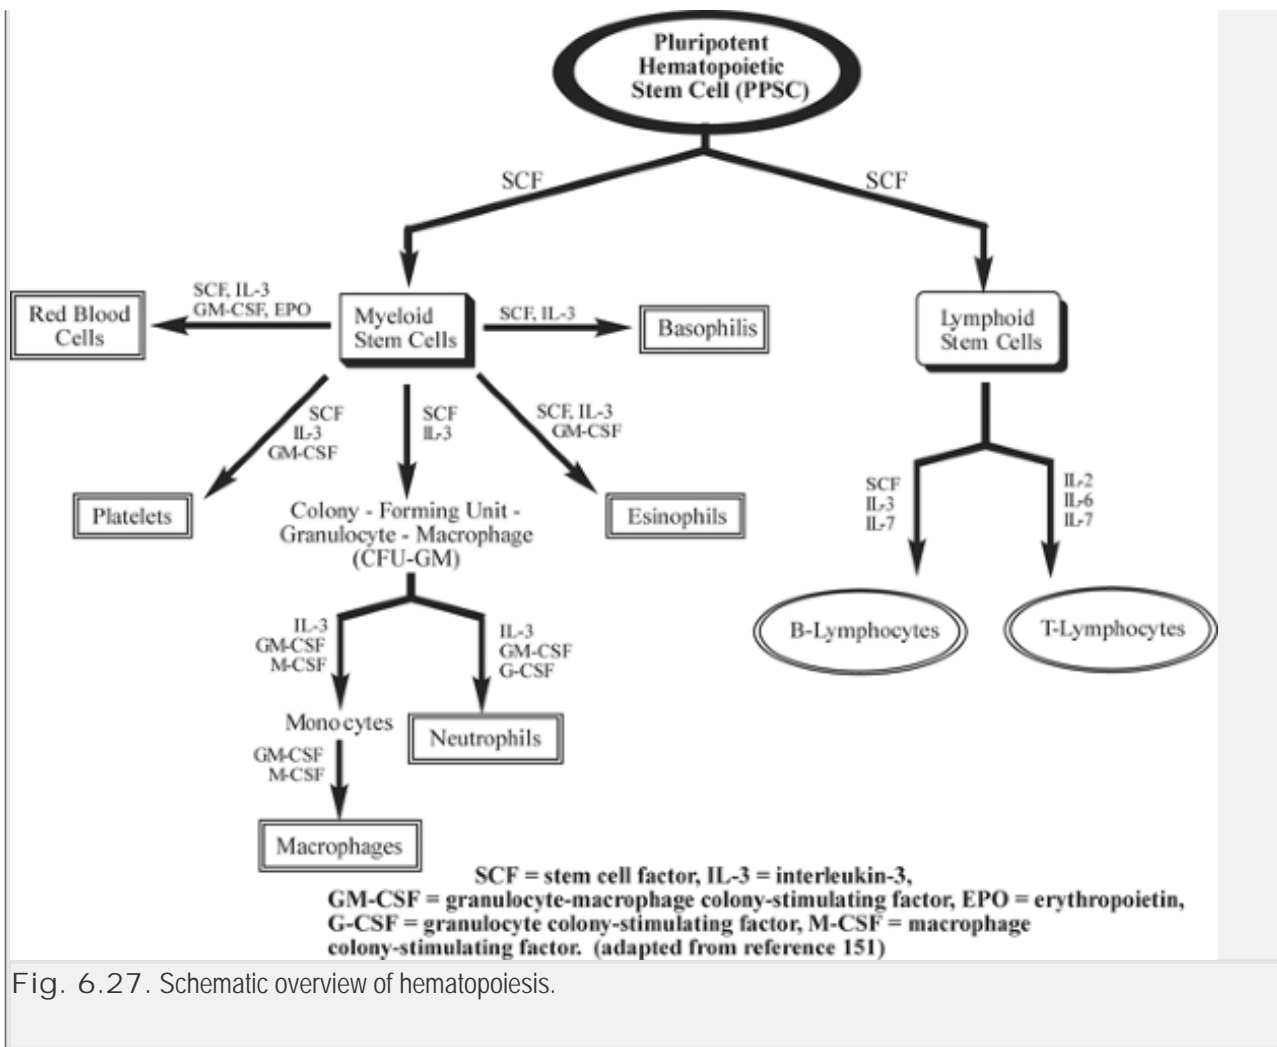 Pluripotent
Hematopoietic
Stem Cell (PPSC)
SCF
SCF
Red Blood
Cells
SCF, IL-3
GM-CSF, EPO
Myeloid
Stem Cells
SCF, IL-3
Basophilis
Lymphoid
Stem Cells
SCF
IL-3
GM-CSF
SCF
IL-3
SCF, IL-3
GM-CSF
Platelets
Colony - Forming Unit -
Granulocyte - Macrophage
(CFU-GM)
Esinophils
SCF
IL-3
IL-7
IL-2
IL-6
IL-7
IL-3
GM-CSF
M-CSF
IL-3
GM-CSF
G-CSF
B-Lymphocytes
T-Lymphocytes
Monocytes
Neutrophils
GM-CSF
M-CSF
Macrophages
SCF = stem cell factor, IL-3 = interleukin-3,
GM-CSF = granulocyte-macrophage colony-stimulating factor, EPO = erythropoietin,
G-CSF = granulocyte colony-stimulating factor, M-CSF = macrophage
colony-stimulating factor. (adapted from reference 151)
Fig. 6.27. Schematic overview of hematopoiesis.